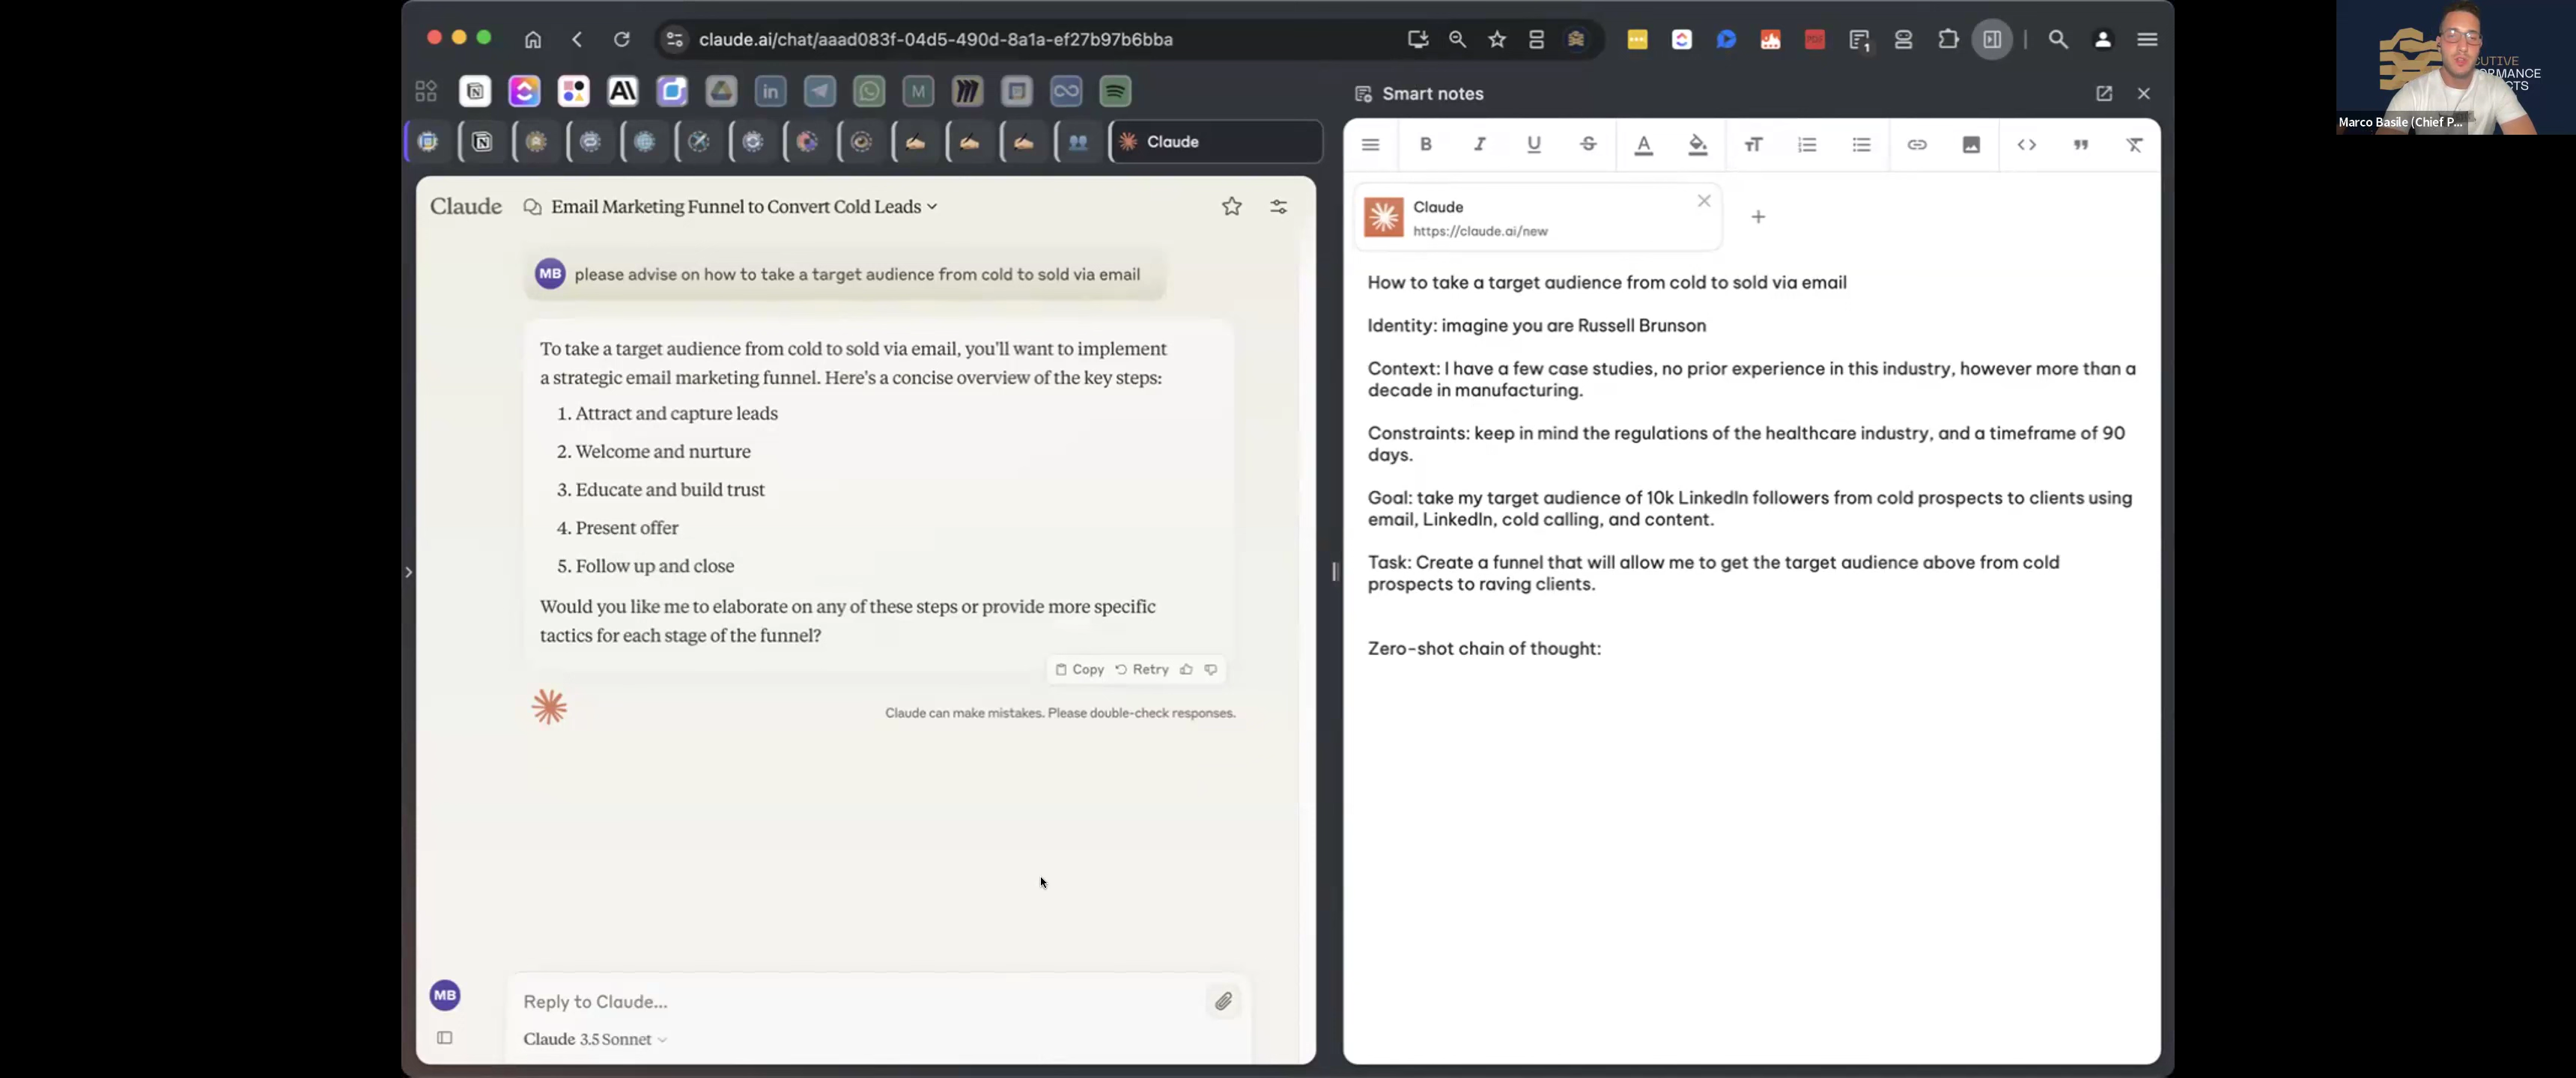 claude.ai/chat/aaad083f-04d5-490d-8a1a-ef27b97b6bba
Claude
Claude
Email Marketing Funnel to Convert Cold Leads
MB
please advise on how to take a target audience from cold to sold via email
To take a target audience from cold to sold via email, you'll want to implement
a strategic email marketing funnel. Here's a concise overview of the key steps:
1. Attract and capture leads
2. Welcome and nurture
3. Educate and build trust
4. Present offer
5. Follow up and close
Would you like me to elaborate on any of these steps or provide more specific
tactics for each stage of the funnel?
Copy Retry
Claude can make mistakes. Please double-check responses.
MB
Reply to Claude...
Claude 3.5 Sonnet
Smart notes
Claude
https://claude.ai/new
How to take a target audience from cold to sold via email
Identity: imagine you are Russell Brunson
Context: I have a few case studies, no prior experience in this industry, however more than a
decade in manufacturing.
Constraints: keep in mind the regulations of the healthcare industry, and a timeframe of 90
days.
Goal: take my target audience of 10k LinkedIn followers from cold prospects to clients using
email, LinkedIn, cold calling, and content.
Task: Create a funnel that will allow me to get the target audience above from cold
prospects to raving clients.
Zero-shot chain of thought:
Marco Basile (Chief P...